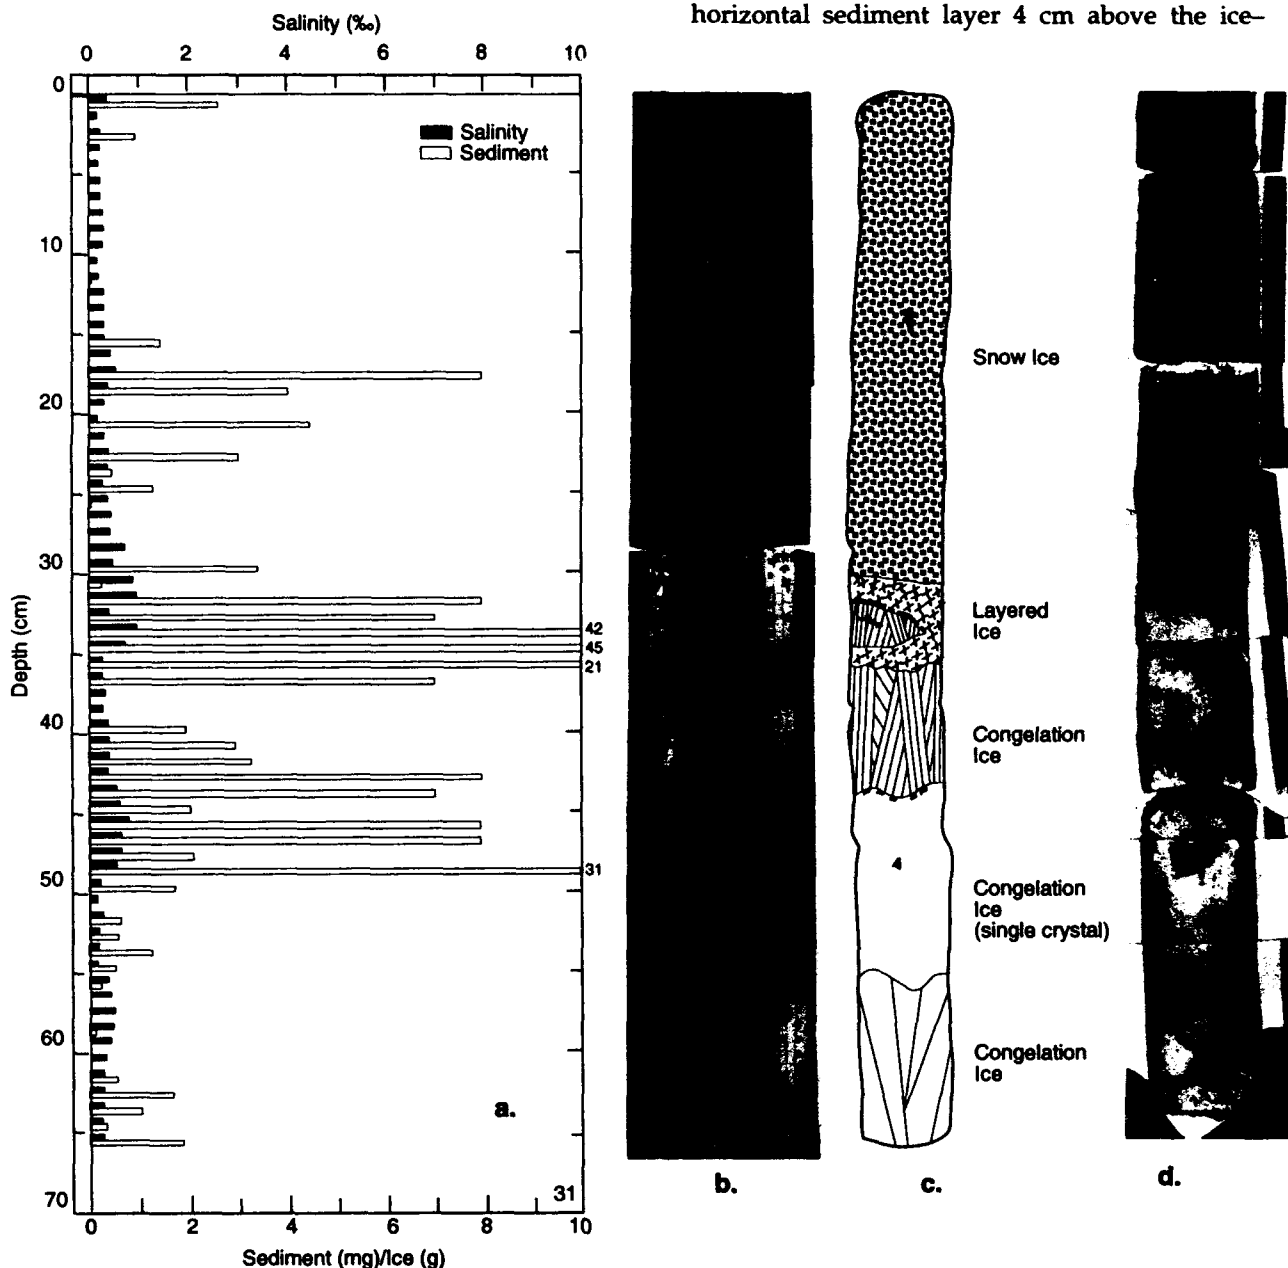 horizontal sediment layer 4 cm above the ice–
Salinity (‰)
0 2 4 6 8 10
Salinity
Sediment
0
10
20
30
40
50
60
70
Depth (cm)
42
45
21
31
31
a.
0 2 4 6 8 10
Sediment (mg)/Ice (g)
b.
4
c.
Snow Ice
Layered
Ice
Congelation
Ice
Congelation
Ice
(single crystal)
Congelation
Ice
d.